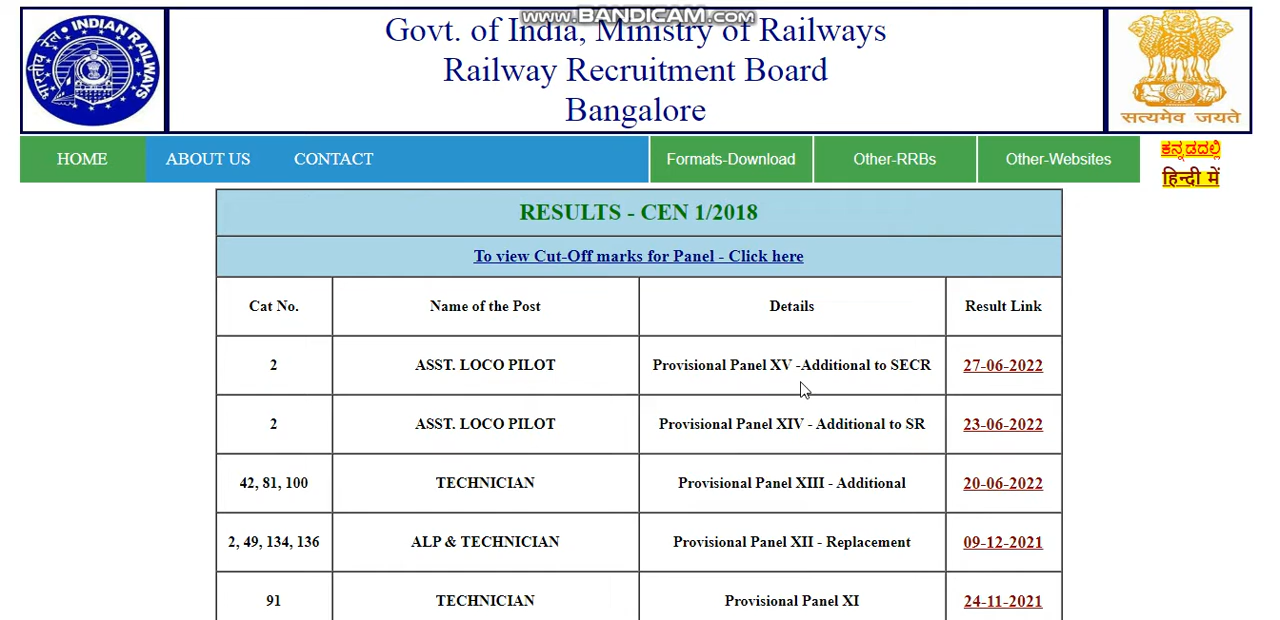 www.BANDICAM.com
Govt. of India, Ministry of Railways
Railway Recruitment Board
Bangalore
भारतीय रेल • INDIAN RAILWAYS
सत्यमेव जयते
HOME ABOUT US CONTACT Formats-Download Other-RRBs Other-Websites
ಕನ್ನಡದಲ್ಲಿ
हिन्दी में
RESULTS - CEN 1/2018
To view Cut-Off marks for Panel - Click here
Cat No. Name of the Post Details Result Link
2 ASST. LOCO PILOT Provisional Panel XV -Additional to SECR 27-06-2022
2 ASST. LOCO PILOT Provisional Panel XIV - Additional to SR 23-06-2022
42, 81, 100 TECHNICIAN Provisional Panel XIII - Additional 20-06-2022
2, 49, 134, 136 ALP & TECHNICIAN Provisional Panel XII - Replacement 09-12-2021
91 TECHNICIAN Provisional Panel XI 24-11-2021